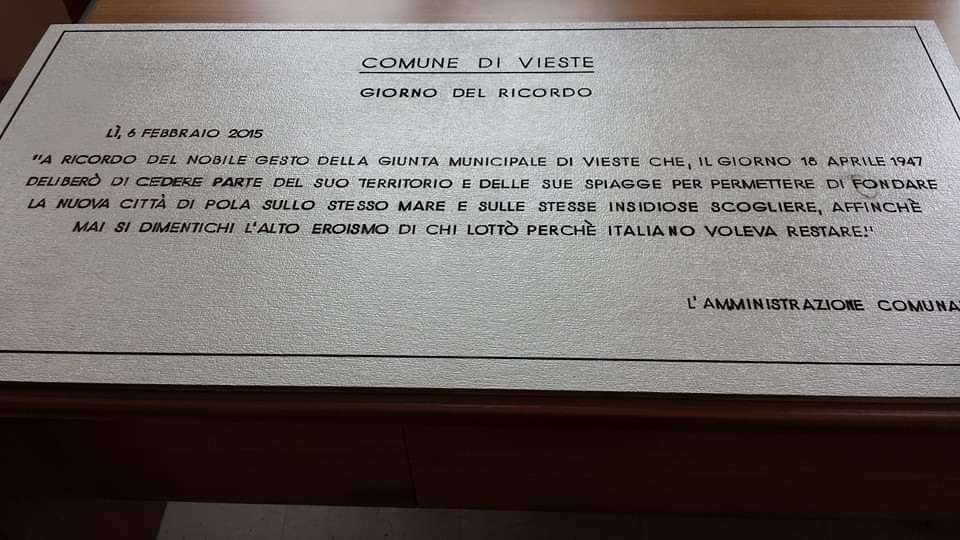 COMUNE DI VIESTE
GIORNO DEL RICORDO
LÌ, 6 FEBBRAIO 2015
"A RICORDO DEL NOBILE GESTO DELLA GIUNTA MUNICIPALE DI VIESTE CHE, IL GIORNO 18 APRILE 1947
DELIBERÒ DI CEDERE PARTE DEL SUO TERRITORIO E DELLE SUE SPIAGGE PER PERMETTERE DI FONDARE
LA NUOVA CITTÀ DI POLA SULLO STESSO MARE E SULLE STESSE INSIDIOSE SCOGLIERE, AFFINCHÈ
MAI SI DIMENTICHI L'ALTO EROISMO DI CHI LOTTÒ PERCHÈ ITALIANO VOLEVA RESTARE!"
L'AMMINISTRAZIONE COMUNA